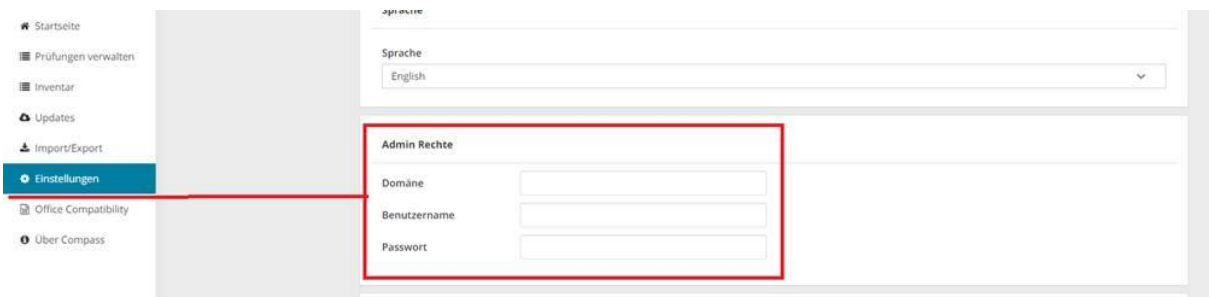 Startseite
Prüfungen verwalten
Inventar
Updates
Import/Export
Einstellungen
Office Compatibility
Über Compass
Sprache
Sprache
English
Admin Rechte
Domäne
Benutzername
Passwort